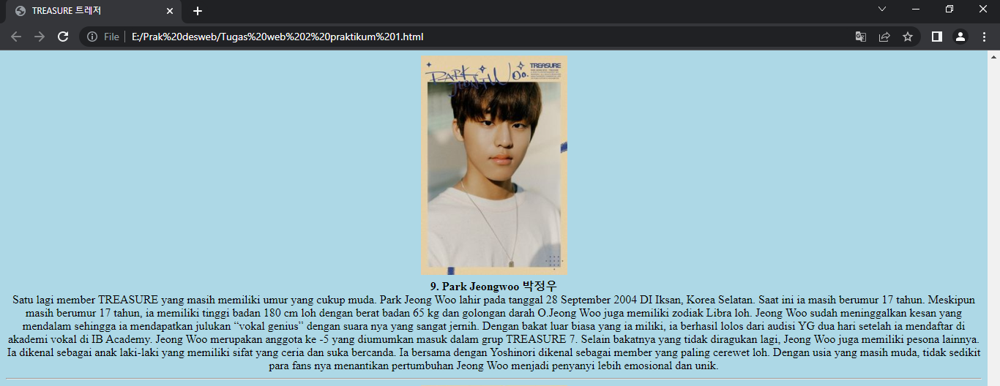 TREASURE 트레저
File
E:/Prak%20desweb/Tugas%20web%202%20praktikum%201.html
PARK JEONGWOO.
TREASURE
9. Park Jeongwoo 박정우
Satu lagi member TREASURE yang masih memiliki umur yang cukup muda. Park Jeong Woo lahir pada tanggal 28 September 2004 DI Iksan, Korea Selatan. Saat ini ia masih berumur 17 tahun. Meskipun
masih berumur 17 tahun, ia memiliki tinggi badan 180 cm loh dengan berat badan 65 kg dan golongan darah O.Jeong Woo juga memiliki zodiak Libra loh. Jeong Woo sudah meninggalkan kesan yang
mendalam sehingga ia mendapatkan julukan “vokal genius” dengan suara nya yang sangat jernih. Dengan bakat luar biasa yang ia miliki, ia berhasil lolos dari audisi YG dua hari setelah ia mendaftar di
akademi vokal di IB Academy. Jeong Woo merupakan anggota ke -5 yang diumumkan masuk dalam grup TREASURE 7. Selain bakatnya yang tidak diragukan lagi, Jeong Woo juga memiliki pesona lainnya.
Ia dikenal sebagai anak laki-laki yang memiliki sifat yang ceria dan suka bercanda. Ia bersama dengan Yoshinori dikenal sebagai member yang paling cerewet loh. Dengan usia yang masih muda, tidak sedikit
para fans nya menantikan pertumbuhan Jeong Woo menjadi penyanyi lebih emosional dan unik.